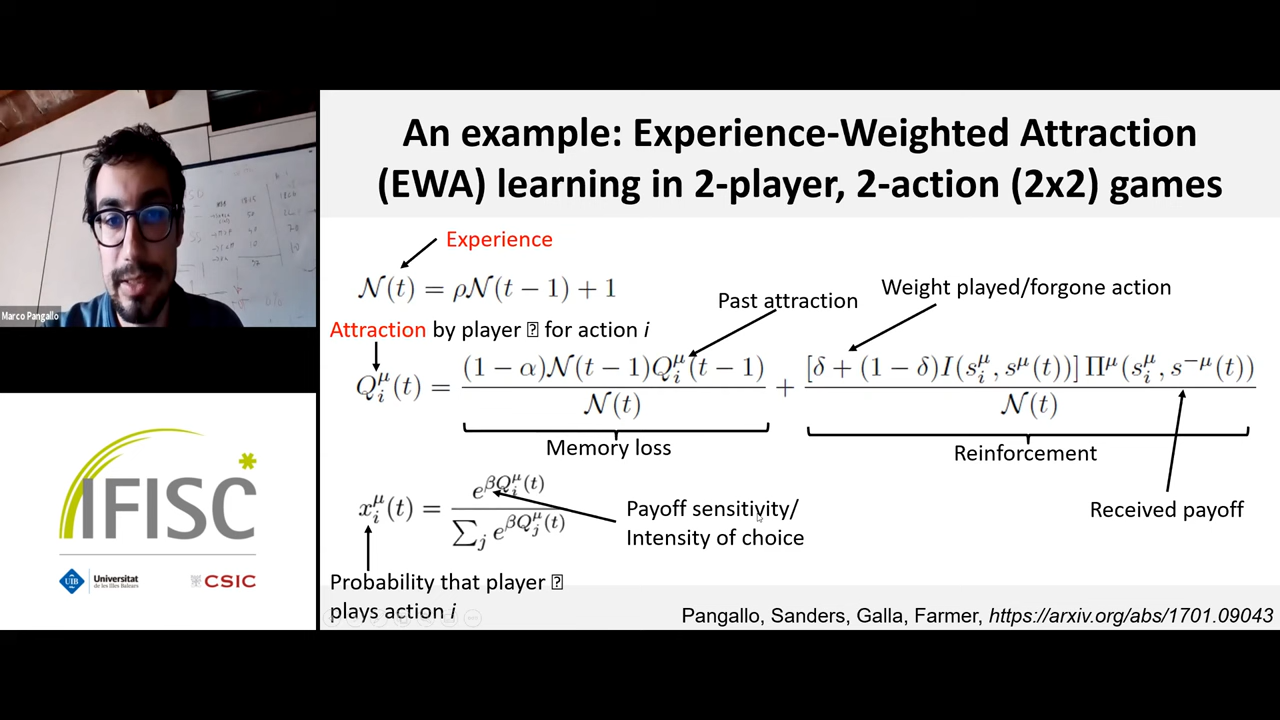 An example: Experience-Weighted Attraction
(EWA) learning in 2-player, 2-action (2x2) games
Experience
𝒩(t) = ρ𝒩(t − 1) + 1
Past attraction
Weight played/forgone action
Attraction by player for action i
Q_i^μ(t) = (1 − α)𝒩(t − 1)Q_i^μ(t − 1) / 𝒩(t) + [δ + (1 − δ)I(s_i^μ, s^μ(t))] Π^μ(s_i^μ, s^{−μ}(t)) / 𝒩(t)
Memory loss
Reinforcement
x_i^μ(t) = e^{βQ_i^μ(t)} / ∑_j e^{βQ_j^μ(t)}
Payoff sensitivity/
Intensity of choice
Received payoff
Probability that player
plays action i
Pangallo, Sanders, Galla, Farmer, https://arxiv.org/abs/1701.09043
Marco Pangallo
IFISC
UIB
Universitat
de les Illes Balears
CSIC